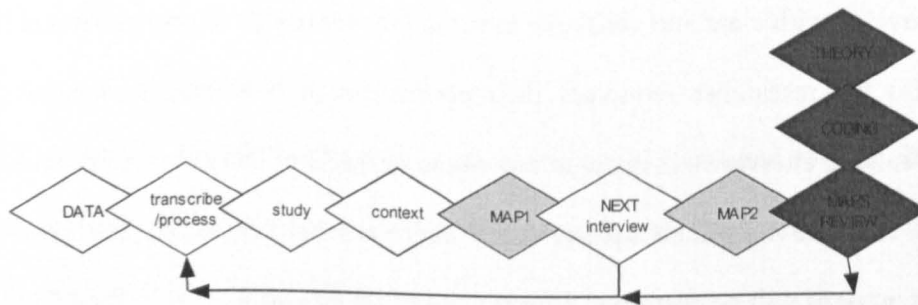 THEORY
CODING
DATA
transcribe
/process
study
context
MAP1
NEXT
interview
MAP2
MAPS
REVIEW